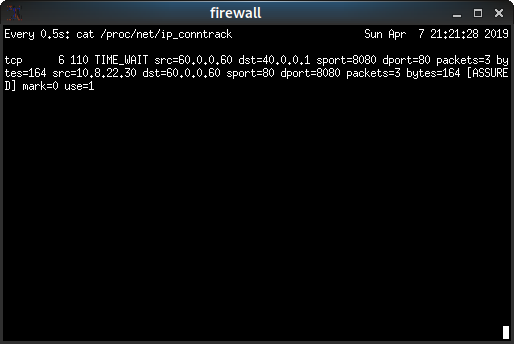 firewall
Every 0.5s: cat /proc/net/ip_conntrack Sun Apr 7 21:21:28 2019
tcp 6 110 TIME_WAIT src=60.0.0.60 dst=40.0.0.1 sport=8080 dport=80 packets=3 by
tes=164 src=10.8.22.30 dst=60.0.0.60 sport=80 dport=8080 packets=3 bytes=164 [ASSURE
D] mark=0 use=1